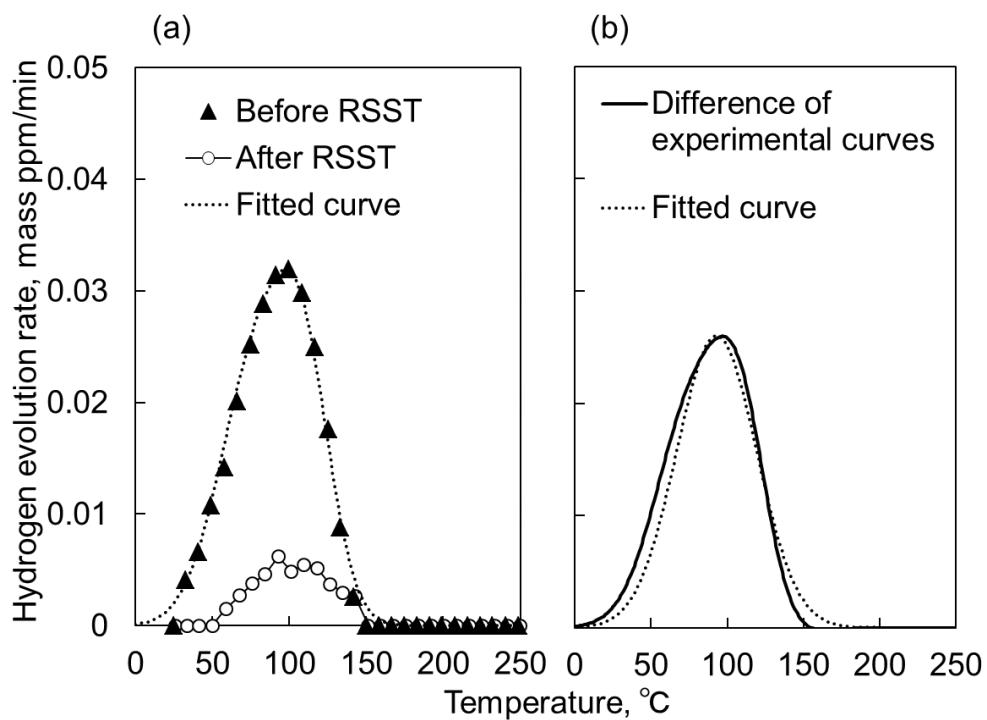 (a)
(b)
Hydrogen evolution rate, mass ppm/min
0.05
0.04
0.03
0.02
0.01
0
Before RSST
After RSST
Fitted curve
0 50 100 150 200 250
Difference of
experimental curves
Fitted curve
0 50 100 150 200 250
Temperature, °C